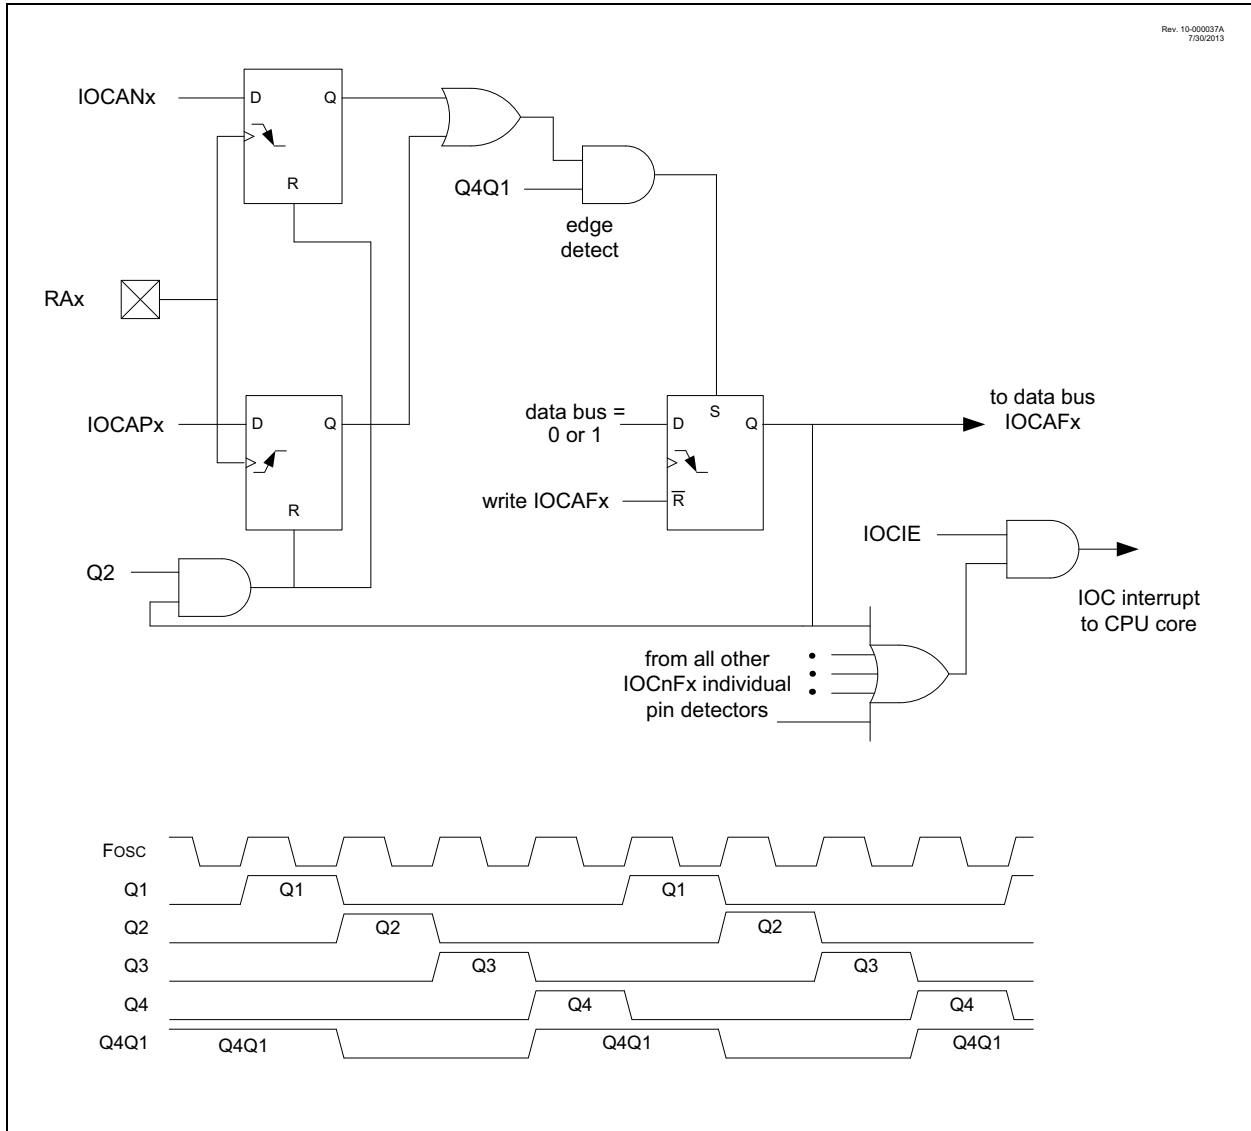 Rev. 10-000037A
7/30/2013
IOCANx
D
Q
R
Q4Q1
edge
detect
RAx
IOCAPx
D
Q
R
data bus =
0 or 1
S
D
Q
write IOCAFx
R̅
to data bus
IOCAFx
IOCIE
Q2
IOC interrupt
to CPU core
from all other
IOCnFx individual
pin detectors
FOSC
Q1
Q1
Q1
Q2
Q2
Q2
Q3
Q3
Q3
Q4
Q4
Q4
Q4Q1
Q4Q1
Q4Q1
Q4Q1